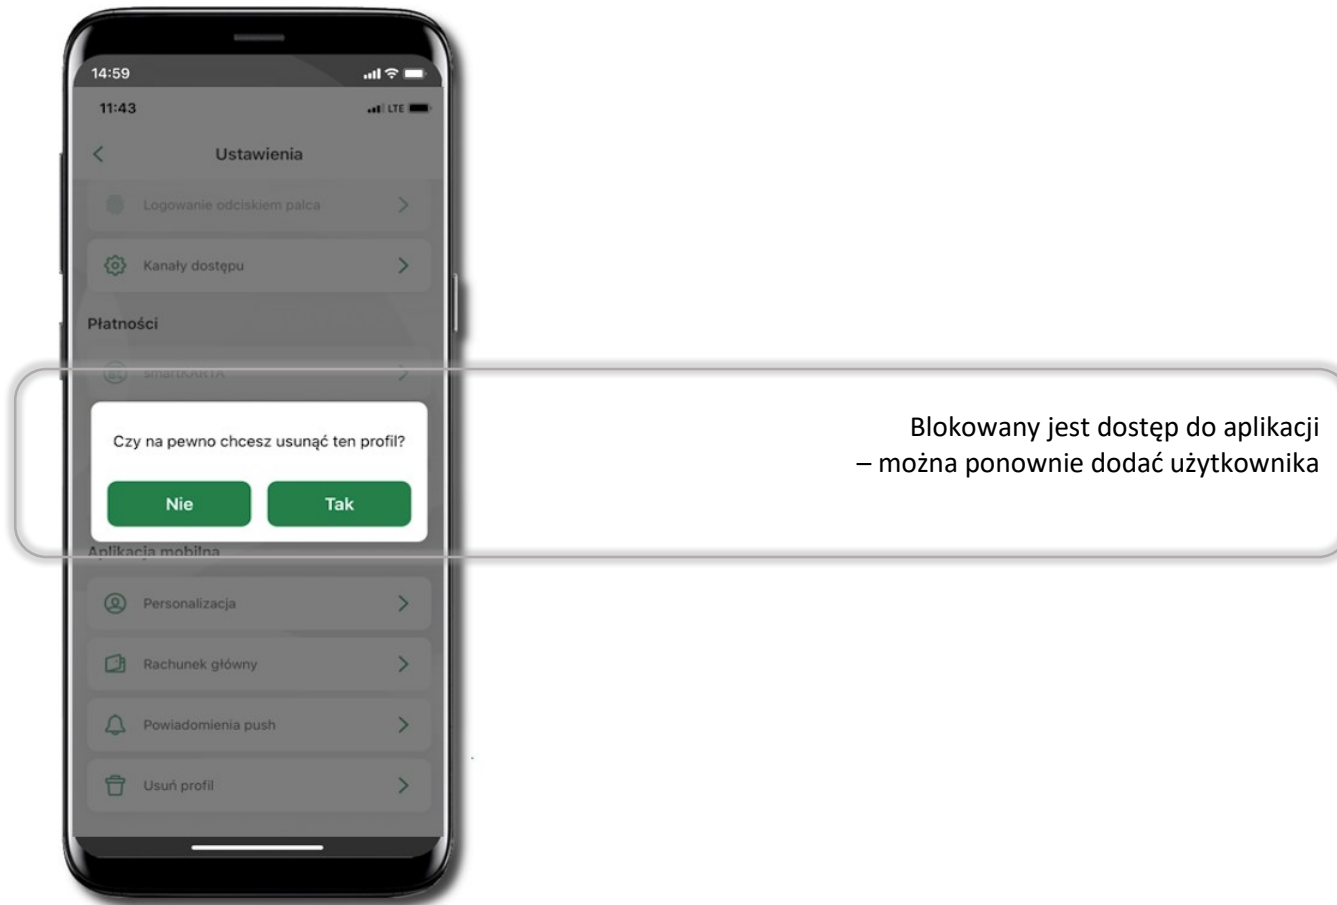 14:59
11:43
LTE
Ustawienia
Logowanie odciskiem palca
Kanały dostępu
Płatności
smartKARTA
Czy na pewno chcesz usunąć ten profil?
Nie Tak
Blokowany jest dostęp do aplikacji
– można ponownie dodać użytkownika
Aplikacja mobilna
Personalizacja
Rachunek główny
Powiadomienia push
Usuń profil